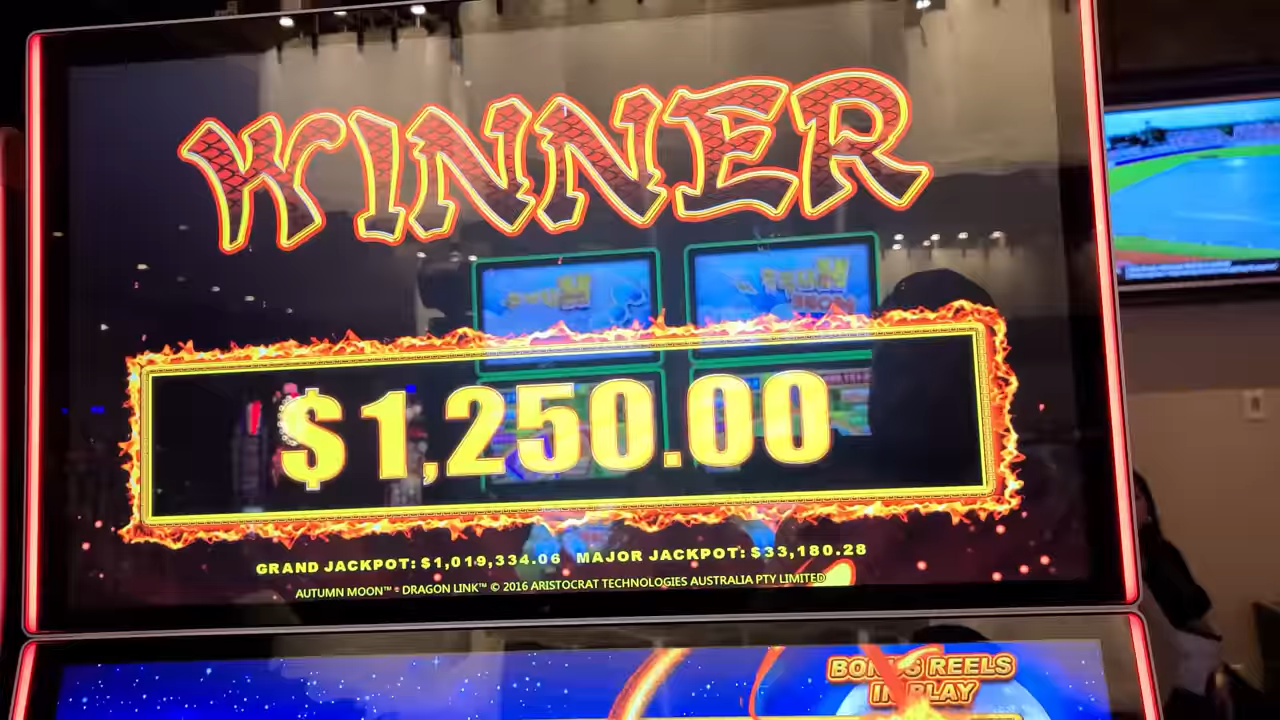 WINNER
$1,250.00
GRAND JACKPOT: $1,019,334.06 MAJOR JACKPOT: $33,180.28
AUTUMN MOON™ - DRAGON LINK™ © 2016 ARISTOCRAT TECHNOLOGIES AUSTRALIA PTY LIMITED
BONUS REELS
IN PLAY